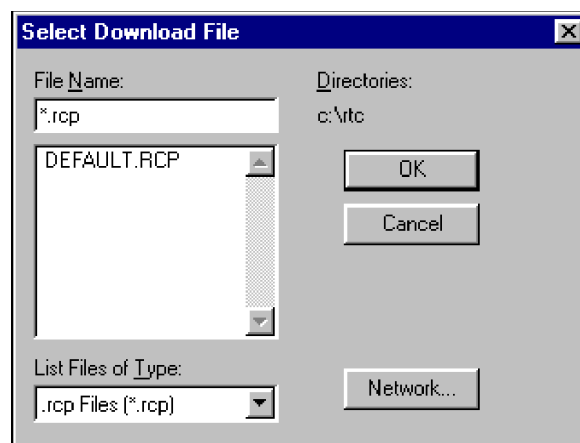 Select Download File
File Name:
*.rcp
DEFAULT.RCP
List Files of Type:
.rcp Files (*.rcp)
Directories:
c:\rtc
OK
Cancel
Network...